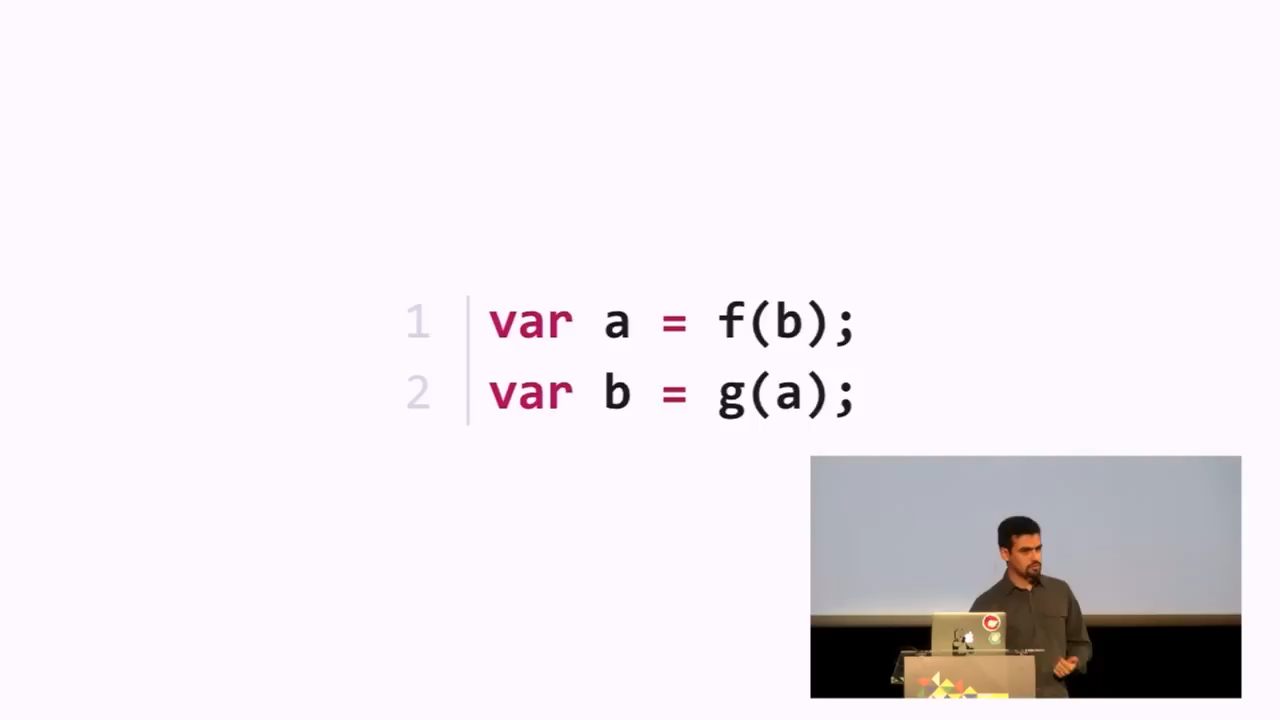 1 var a = f(b);
2 var b = g(a);